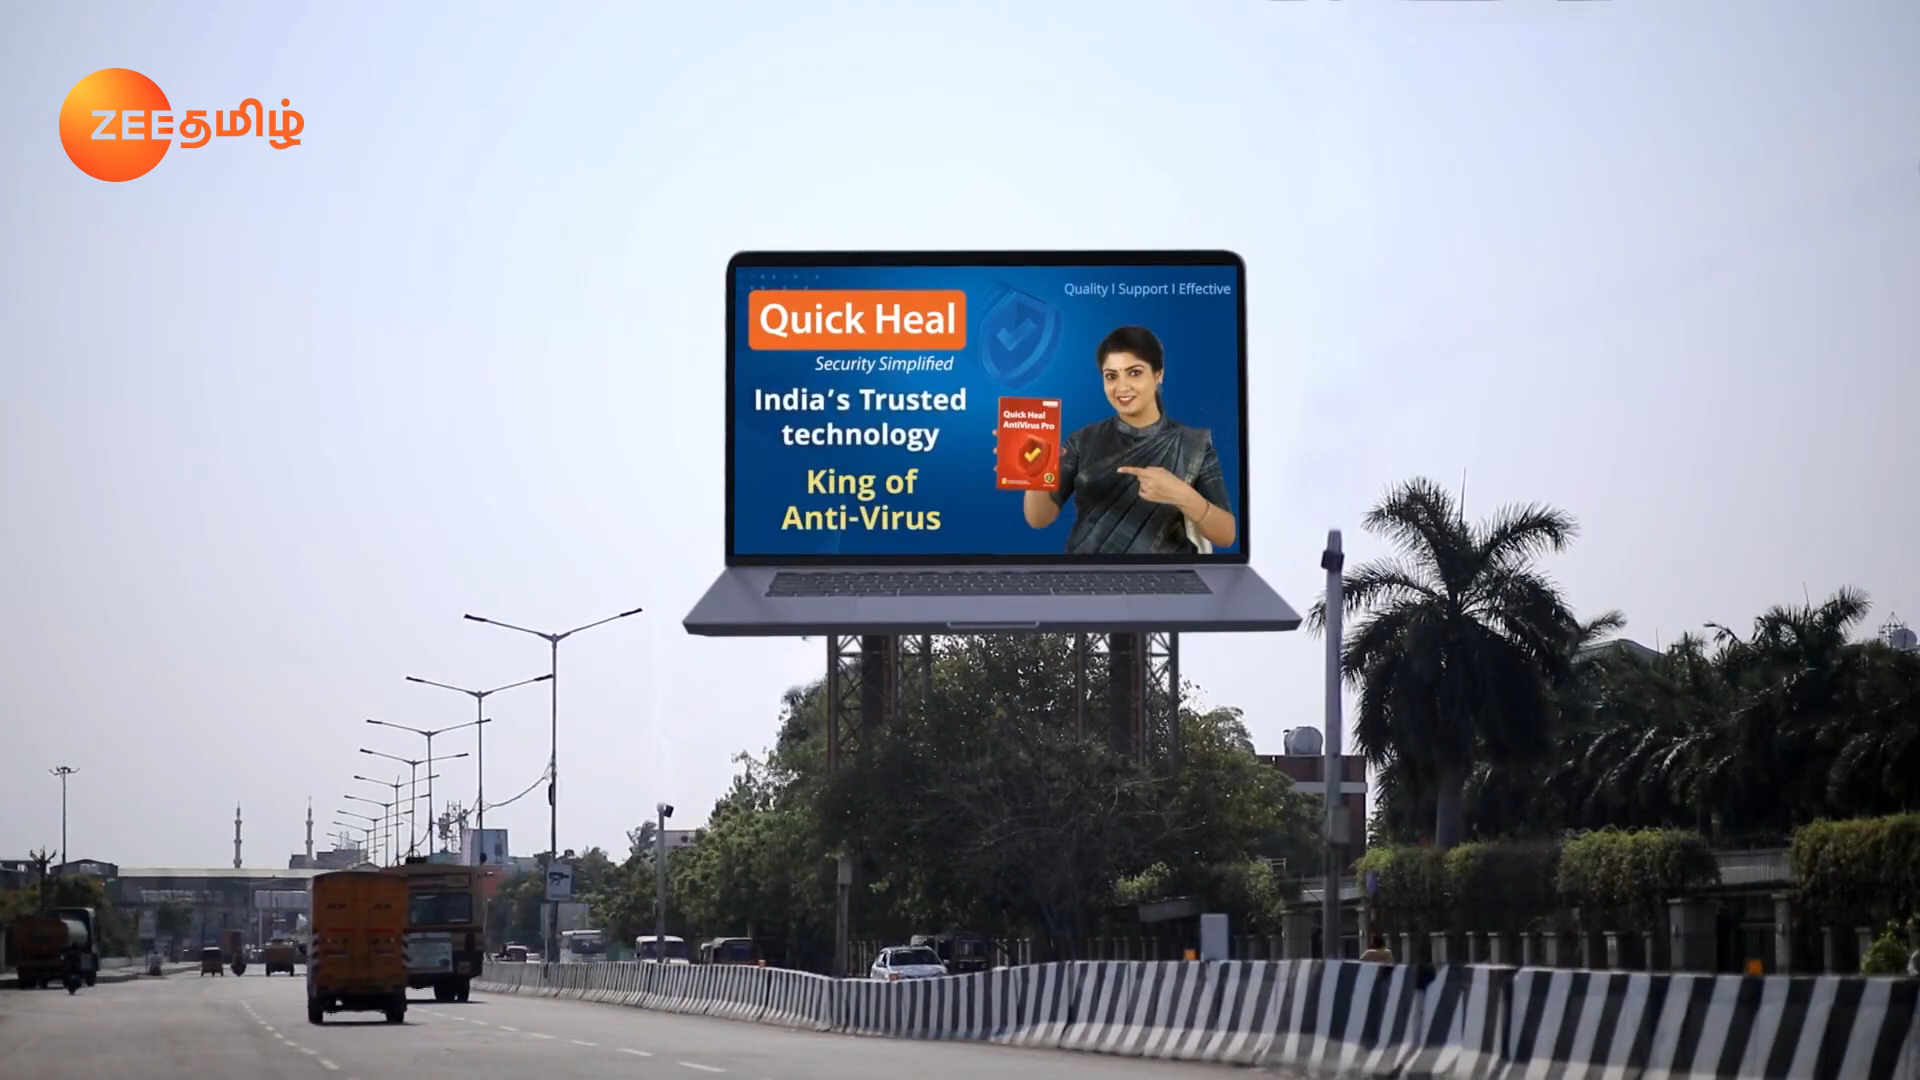 ZEEதமிழ்
Quality | Support | Effective
Quick Heal
Security Simplified
India's Trusted
technology
King of
Anti-Virus
Quick Heal
AntiVirus Pro